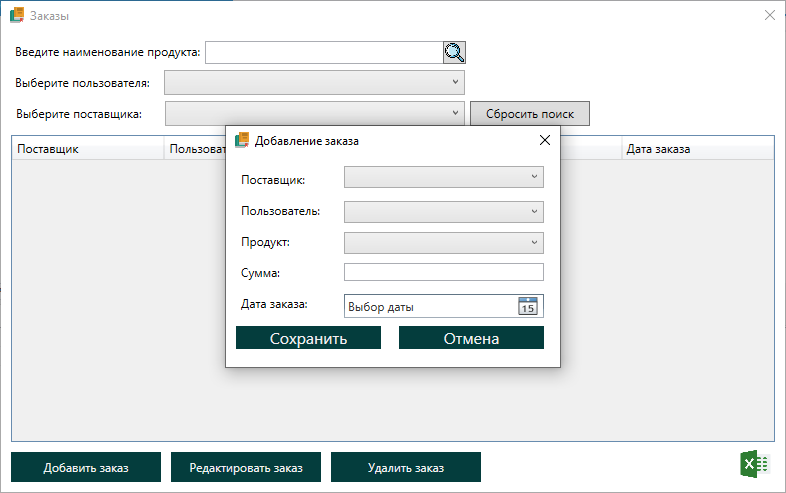 Заказы
Введите наименование продукта:
Выберите пользователя:
Выберите поставщика:
Сбросить поиск
Поставщик
Дата заказа
Добавление заказа
Поставщик:
Пользователь:
Продукт:
Сумма:
Дата заказа:
Выбор даты
15
Сохранить
Отмена
Добавить заказ
Редактировать заказ
Удалить заказ